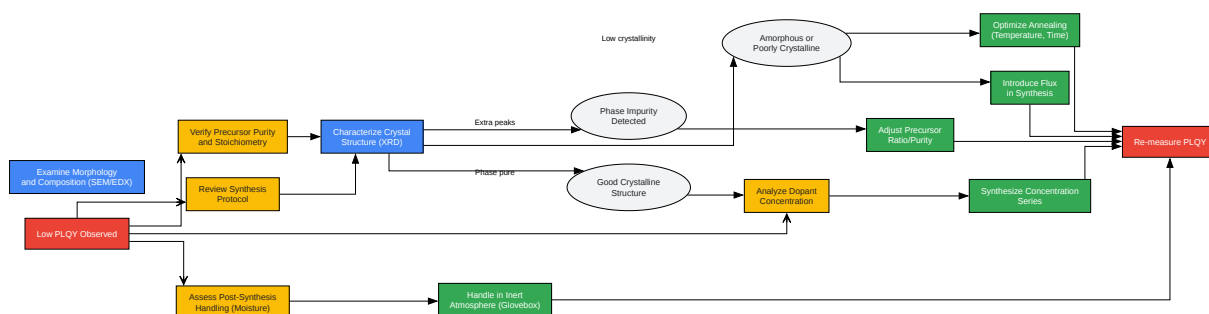 Low crystallinity
Amorphous or
Poorly Crystalline
Optimize Annealing
(Temperature, Time)
Introduce Flux
in Synthesis
Extra peaks
Phase Impurity
Detected
Verify Precursor Purity
and Stoichiometry
Characterize Crystal
Structure (XRD)
Adjust Precursor
Ratio/Purity
Re-measure PLQY
Examine Morphology
and Composition (SEM/EDX)
Phase pure
Good Crystalline
Structure
Review Synthesis
Protocol
Analyze Dopant
Concentration
Synthesize Concentration
Series
Low PLQY Observed
Assess Post-Synthesis
Handling (Moisture)
Handle in Inert
Atmosphere (Glovebox)